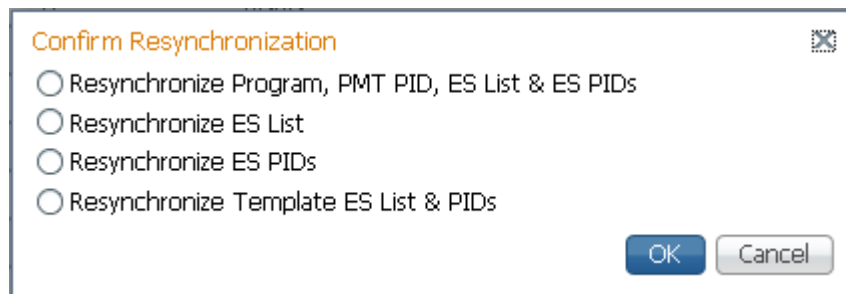 Confirm Resynchronization
Resynchronize Program, PMT PID, ES List & ES PIDs
Resynchronize ES List
Resynchronize ES PIDs
Resynchronize Template ES List & PIDs
OK Cancel